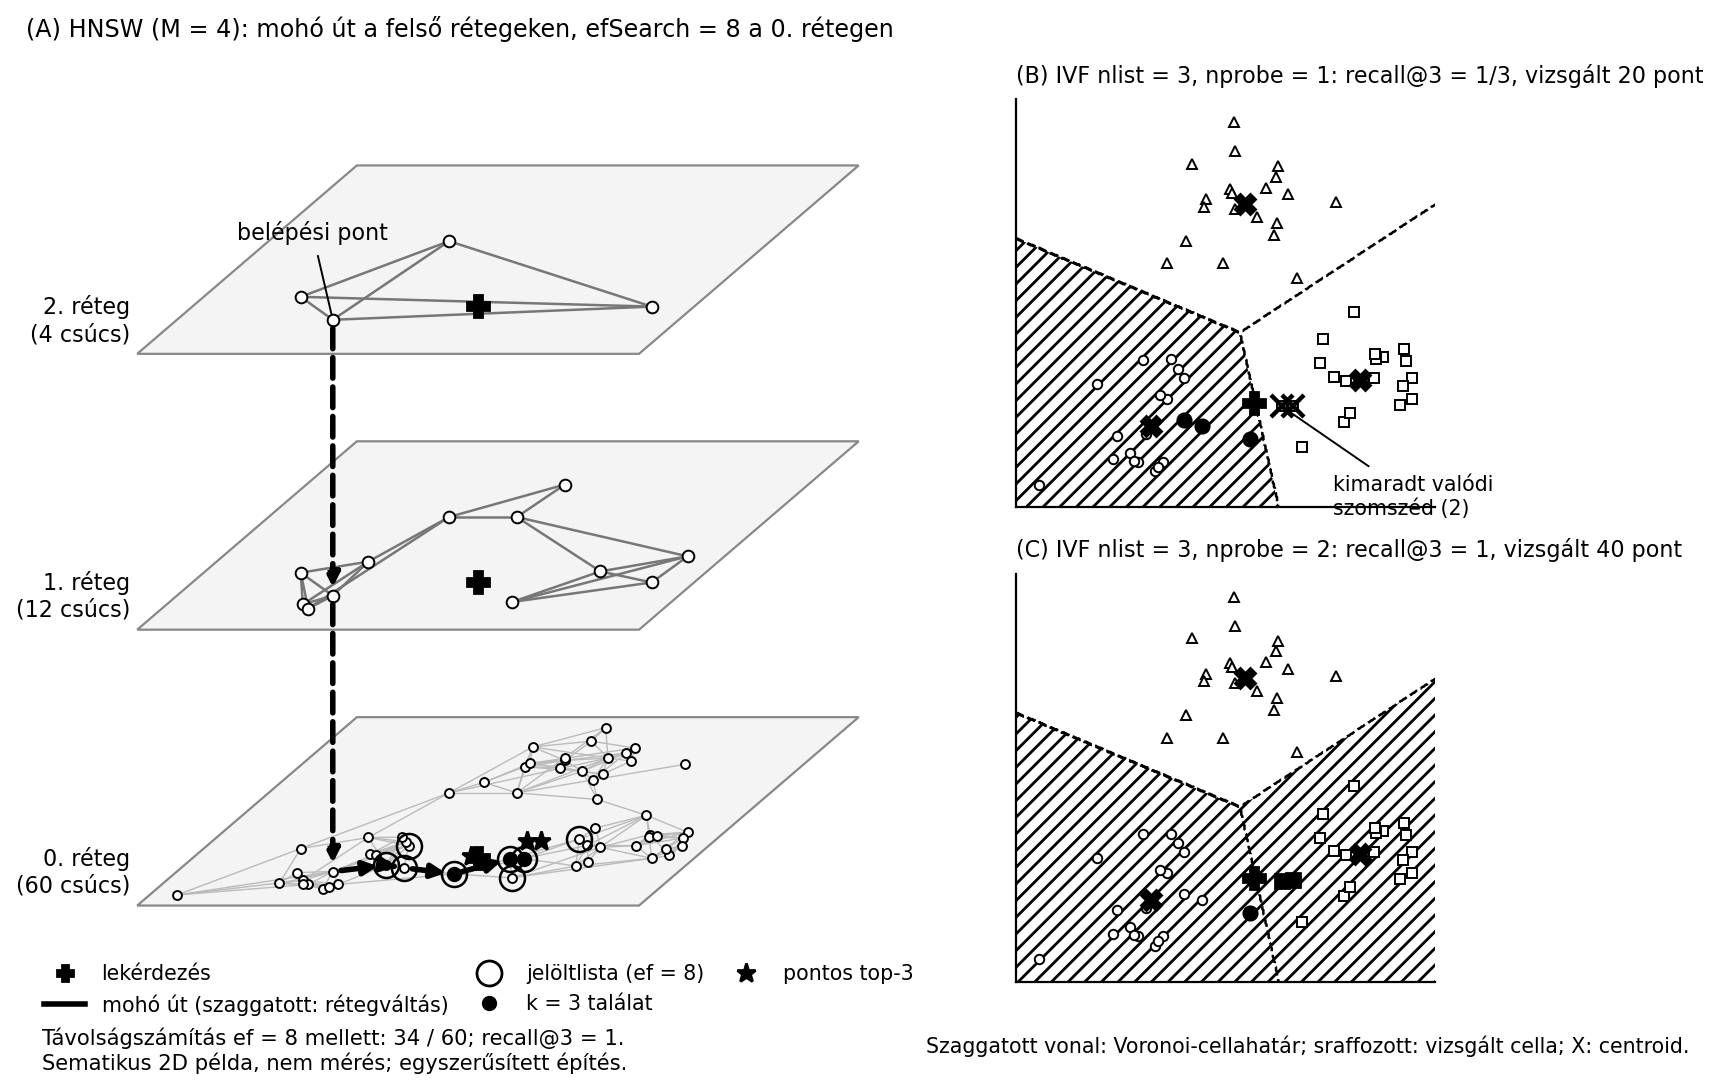 (A) HNSW (M = 4): mohó út a felső rétegeken, efSearch = 8 a 0. rétegen
belépési pont
2. réteg
(4 csúcs)
1. réteg
(12 csúcs)
0. réteg
(60 csúcs)
lekérdezés
mohó út (szaggatott: rétegváltás)
jelöltlista (ef = 8)
k = 3 találat
pontos top-3
Távolságszámítás ef = 8 mellett: 34 / 60; recall@3 = 1.
Sematikus 2D példa, nem mérés; egyszerűsített építés.
(B) IVF nlist = 3, nprobe = 1: recall@3 = 1/3, vizsgált 20 pont
kimaradt valódi
szomszéd (2)
(C) IVF nlist = 3, nprobe = 2: recall@3 = 1, vizsgált 40 pont
Szaggatott vonal: Voronoi-cellahatár; sraffozott: vizsgált cella; X: centroid.